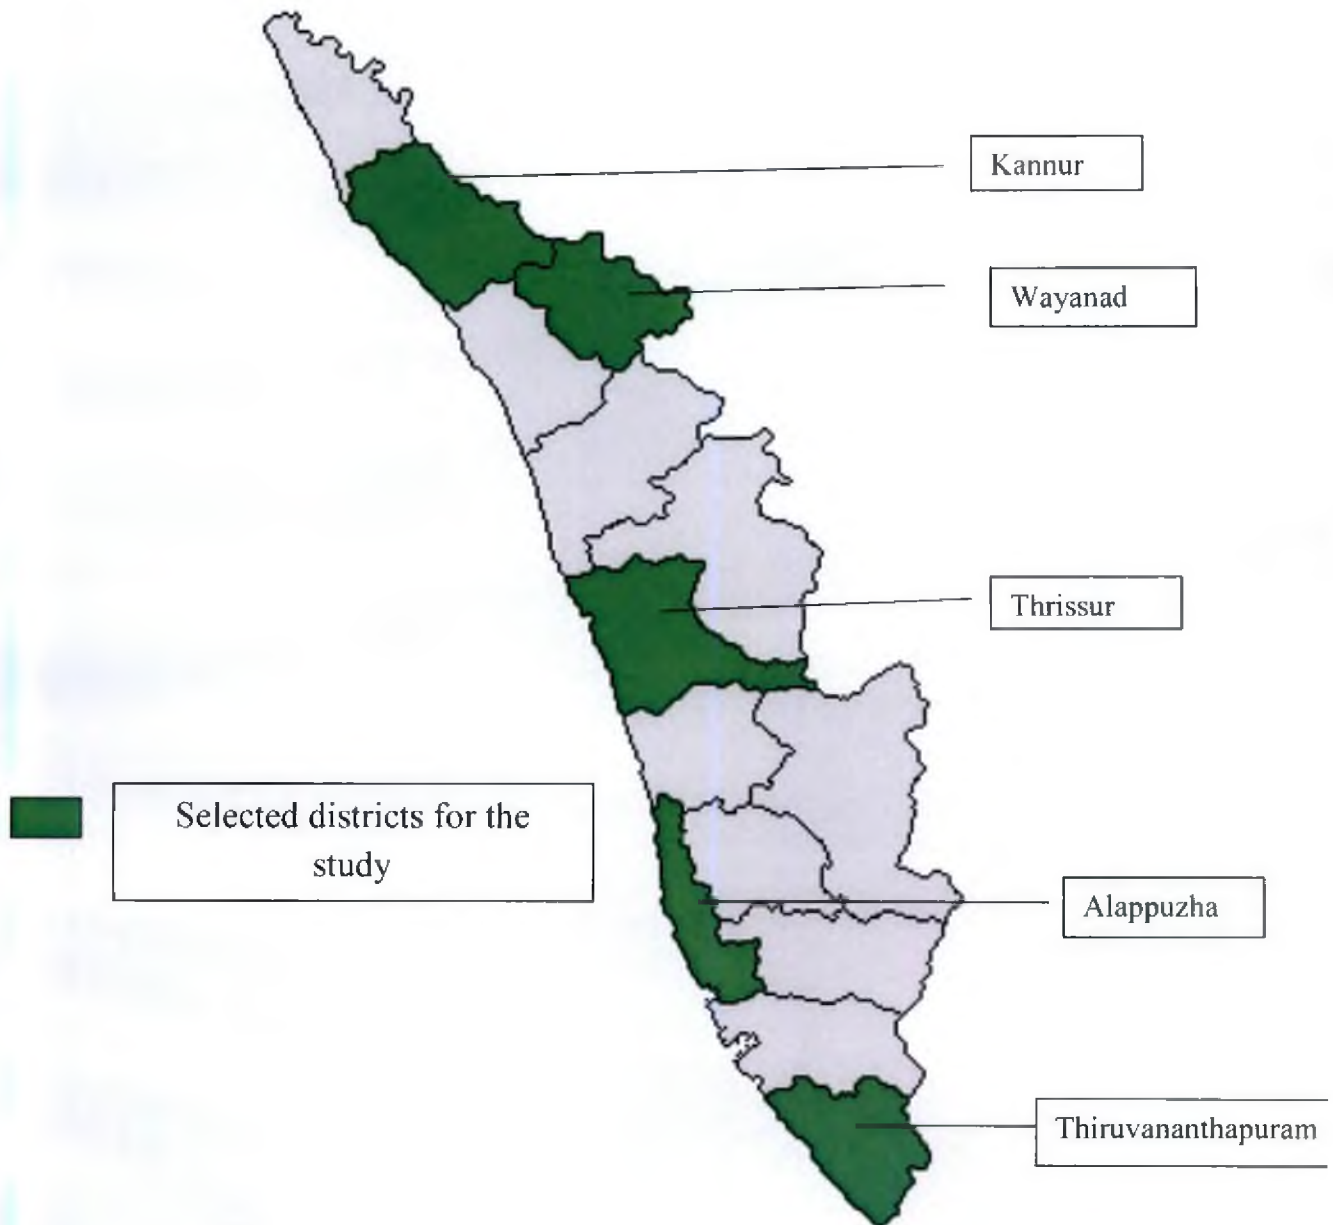 Kannur
Wayanad
Thrissur
Selected districts for the
study
Alappuzha
Thiruvananthapuram